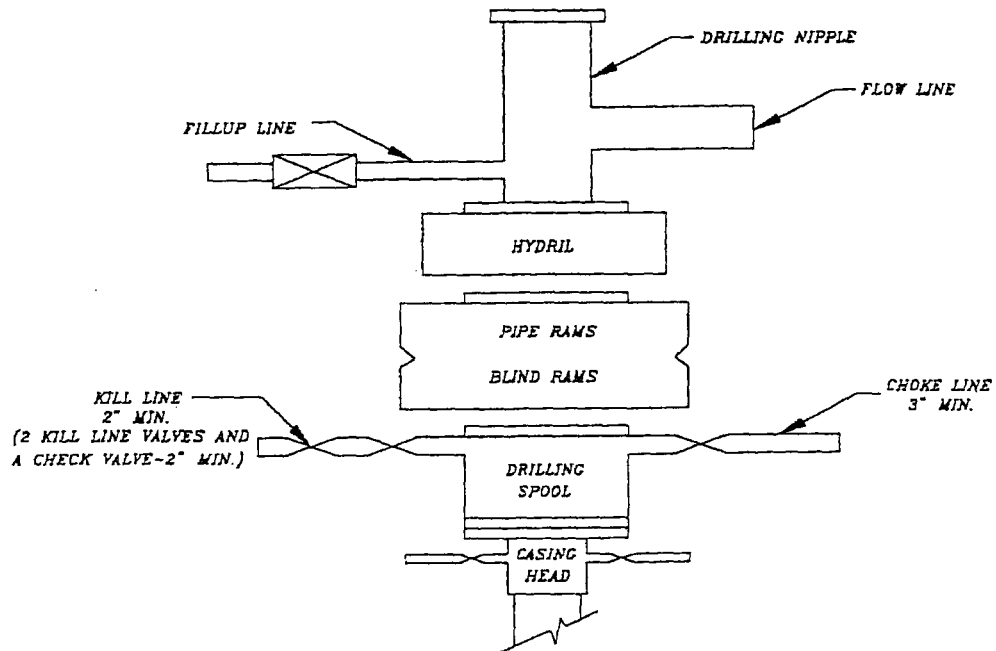 DRILLING NIPPLE
FLOW LINE
FILLUP LINE
HYDRIL
PIPE RAMS
BLIND RAMS
KILL LINE
2" MIN.
(2 KILL LINE VALVES AND
A CHECK VALVE-2" MIN.)
CHOKE LINE
3" MIN.
DRILLING
SPOOL
CASING
HEAD